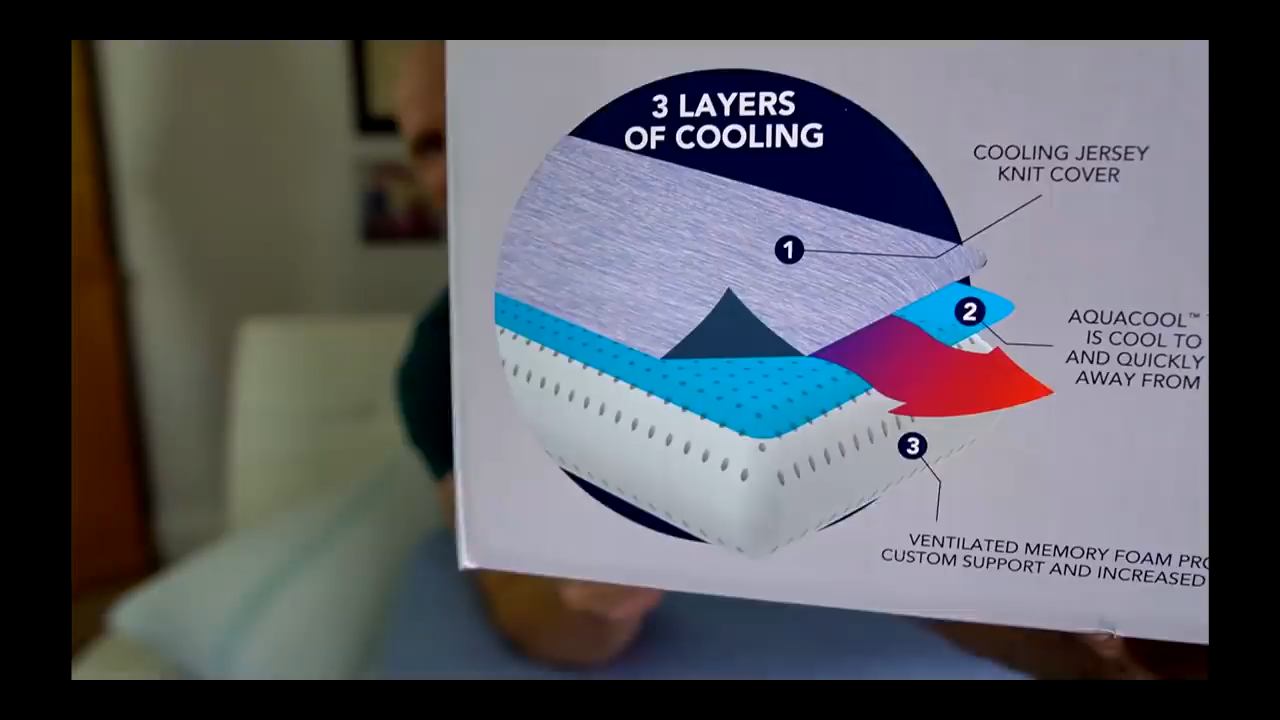 3 LAYERS
OF COOLING
COOLING JERSEY
KNIT COVER
1
2
AQUACOOL™
IS COOL TO
AND QUICKLY
AWAY FROM
3
VENTILATED MEMORY FOAM
CUSTOM SUPPORT AND INCREASED